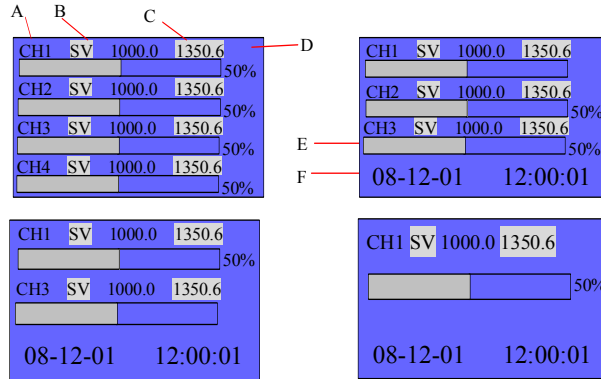 A B C D
CH1 SV 1000.0 1350.6
50%
CH2 SV 1000.0 1350.6
50%
CH3 SV 1000.0 1350.6
50%
CH4 SV 1000.0 1350.6
50%
CH1 SV 1000.0 1350.6
CH2 SV 1000.0 1350.6
50%
CH3 SV 1000.0 1350.6
E
50%
F
08-12-01 12:00:01
CH1 SV 1000.0 1350.6
50%
CH3 SV 1000.0 1350.6
08-12-01 12:00:01
CH1 SV 1000.0 1350.6
50%
08-12-01 12:00:01